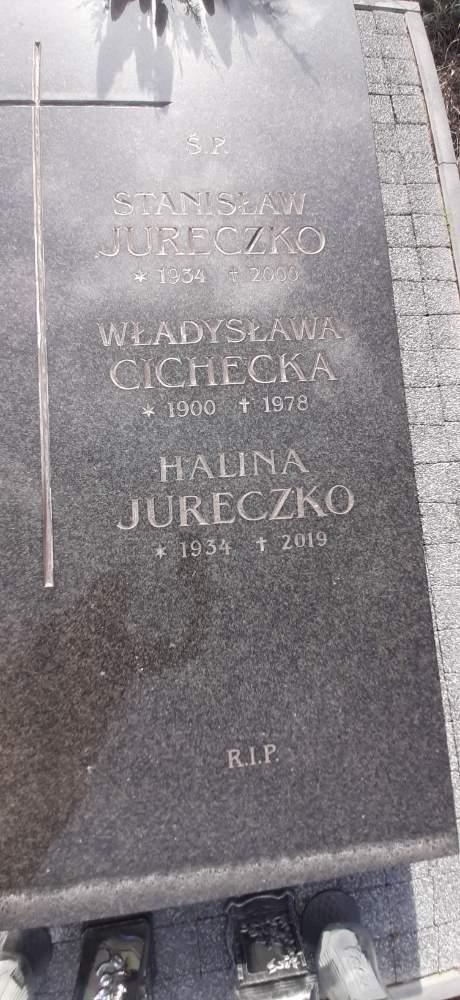 Ś.P.
STANISŁAW
JURECZKO
* 1934 † 2000
WŁADYSŁAWA
CICHECKA
* 1900 † 1978
HALINA
JURECZKO
* 1934 † 2019
R.I.P.